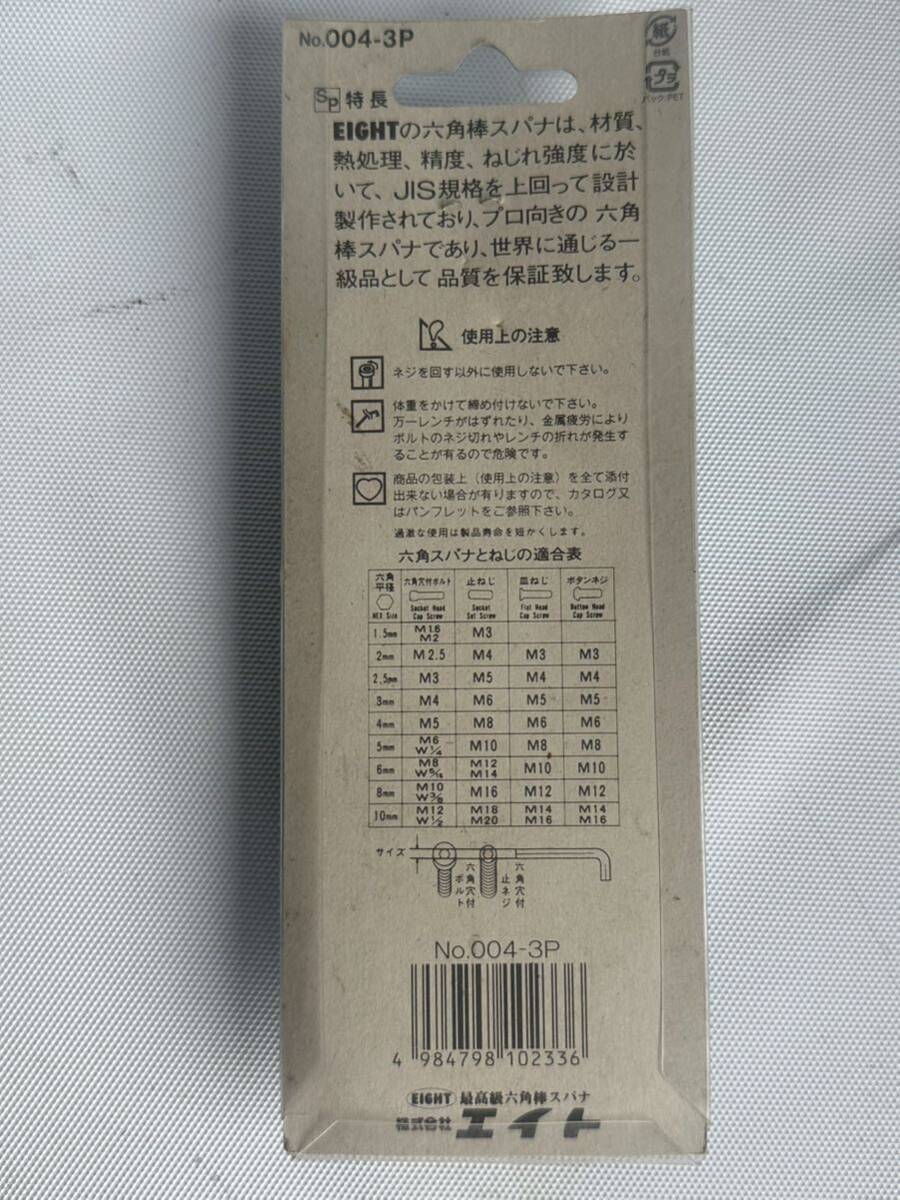 No.004-3P
紙
台紙
プラ
パック:PET
Sp 特長
EIGHTの六角棒スパナは、材質、
熱処理、精度、ねじれ強度に於
いて、JIS規格を上回って設計
製作されており、プロ向きの六角
棒スパナであり、世界に通じる一
級品として品質を保証致します。
使用上の注意
ネジを回す以外に使用しないで下さい。
体重をかけて締め付けないで下さい。
万一レンチがはずれたり、金属疲労により
ボルトのネジ切れやレンチの折れが発生す
ることが有るので危険です。
商品の包装上（使用上の注意）を全て添付
出来ない場合が有りますので、カタログ又
はパンフレットをご参照下さい。
過激な使用は製品寿命を短かくします。
六角スパナとねじの適合表
六角平径 HEX Size 六角穴付ボルト Socket Head Cap Screw 止ねじ Socket Set Screw 皿ねじ Flat Head Cap Screw ボタンネジ Button Head Cap Screw
1.5mm M1.6 M2 M3
2mm M2.5 M4 M3 M3
2.5mm M3 M5 M4 M4
3mm M4 M6 M5 M5
4mm M5 M8 M6 M6
5mm M6 W1/4 M10 M8 M8
6mm M8 W5/16 M12 M14 M10 M10
8mm M10 W3/8 M16 M12 M12
10mm M12 W1/2 M18 M20 M14 M16 M14 M16
サイズ
六角穴付ボルト
六角穴付止ネジ
No.004-3P
4 984798 102336
EIGHT 最高級六角棒スパナ
株式会社 エイト